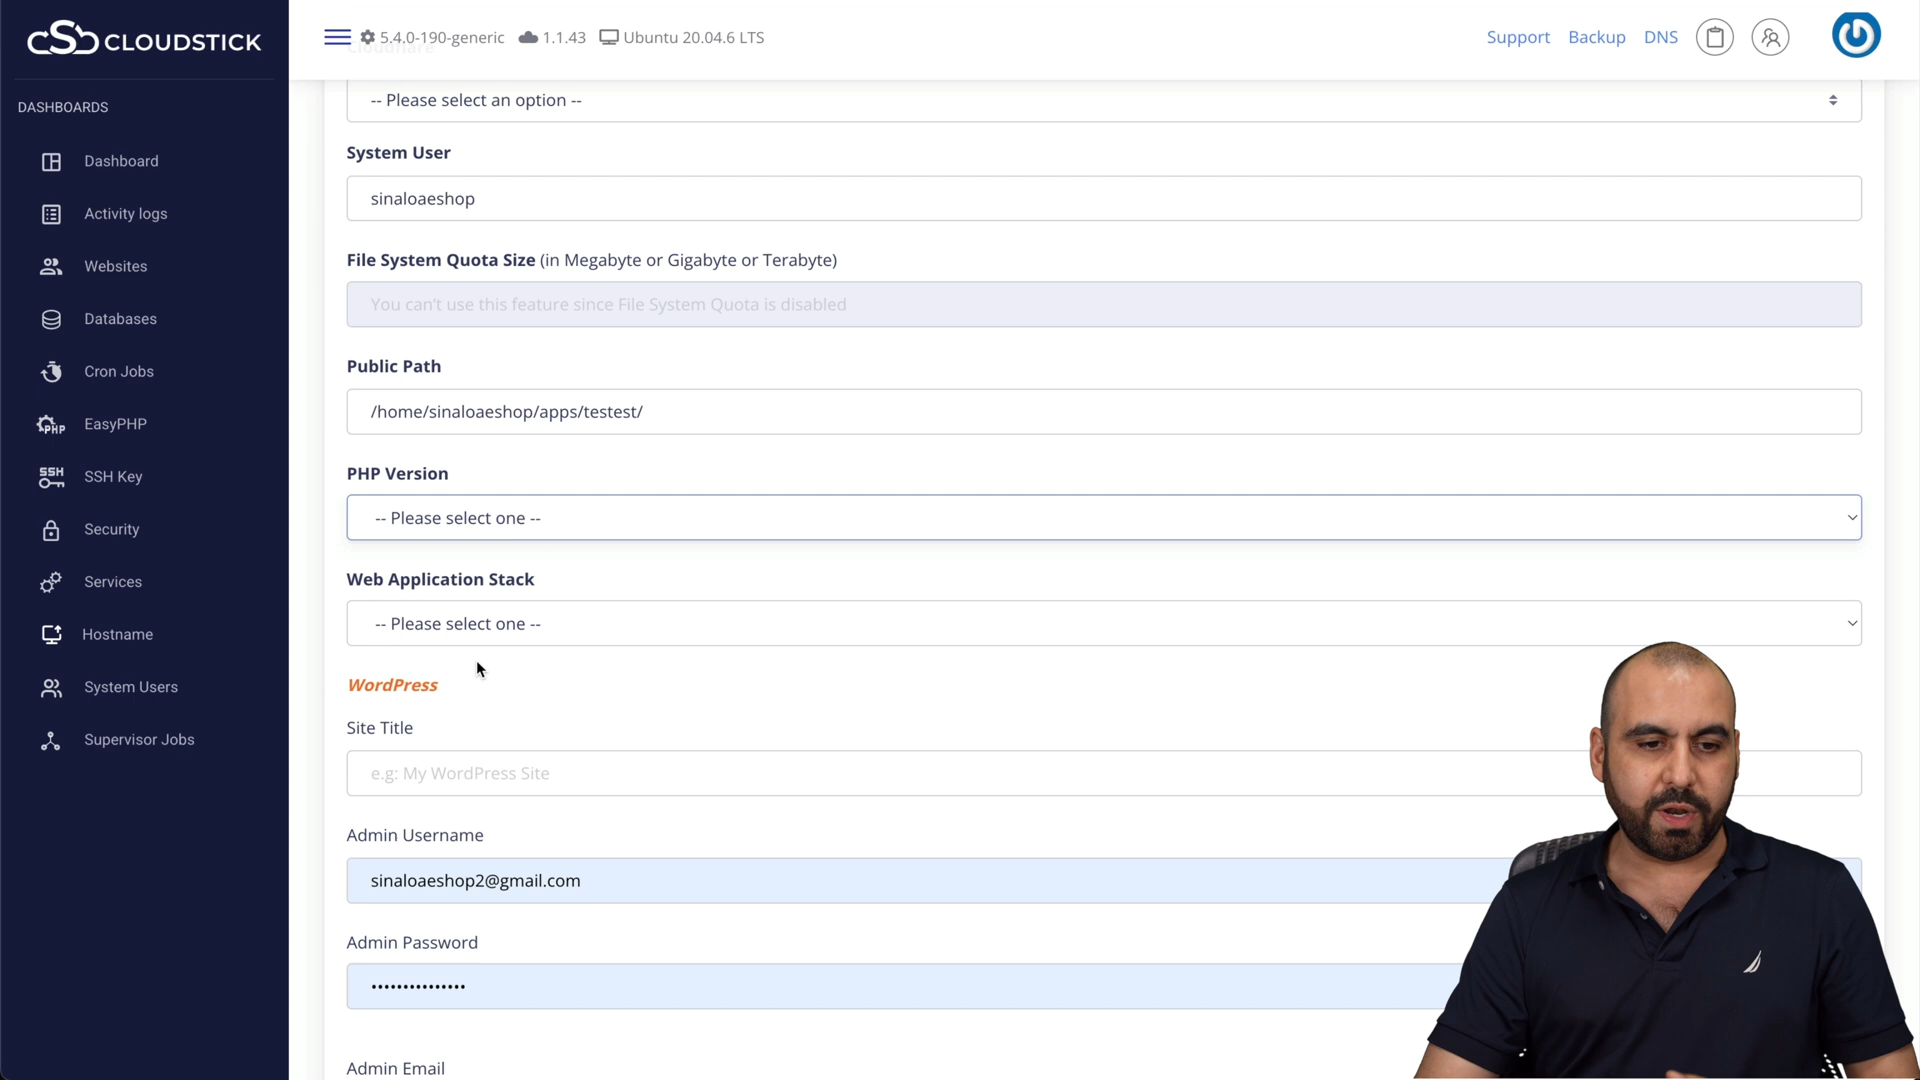 CLOUDSTICK
5.4.0-190-generic 1.1.43 Ubuntu 20.04.6 LTS
Support Backup DNS
Cloudflare
DASHBOARDS
Dashboard
Activity logs
Websites
Databases
Cron Jobs
PHP EasyPHP
SSH SSH Key
Security
Services
Hostname
System Users
Supervisor Jobs
-- Please select an option --
System User
sinaloaeshop
File System Quota Size (in Megabyte or Gigabyte or Terabyte)
You can't use this feature since File System Quota is disabled
Public Path
/home/sinaloaeshop/apps/testest/
PHP Version
-- Please select one --
Web Application Stack
-- Please select one --
WordPress
Site Title
e.g: My WordPress Site
Admin Username
sinaloaeshop2@gmail.com
Admin Password
•••••••••••••••
Admin Email